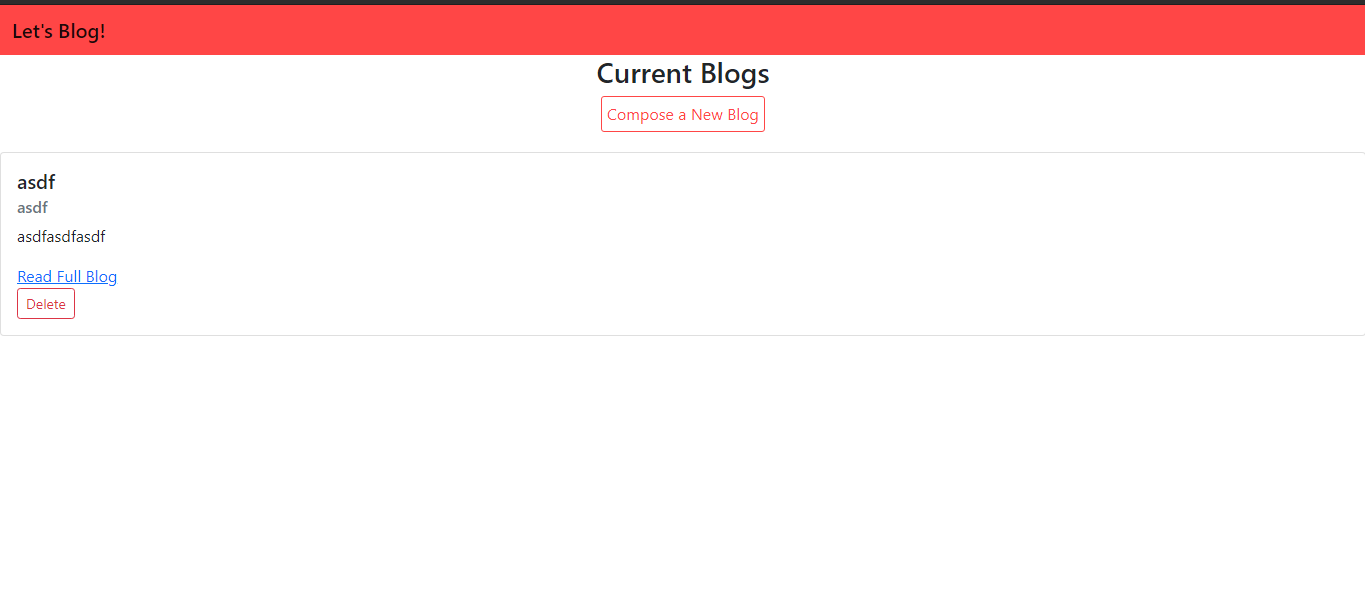 Let's Blog!
Current Blogs
Compose a New Blog
asdf
asdf
asdfasdfasdf
Read Full Blog
Delete